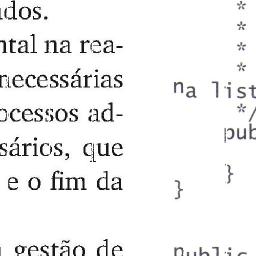 ados.
ntal na rea-
necessárias
ocessos ad-
sários, que
e o fim da
gestão de
*
*
*
*
na list
*/
pub
}
}
public